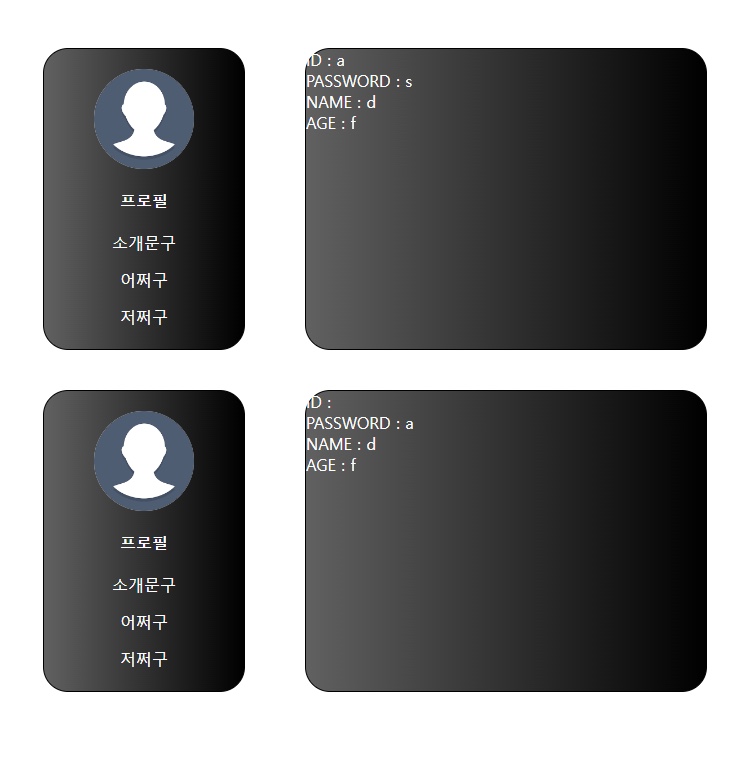 프로필
소개문구
어쩌구
저쩌구
ID : a
PASSWORD : s
NAME : d
AGE : f
프로필
소개문구
어쩌구
저쩌구
ID :
PASSWORD : a
NAME : d
AGE : f